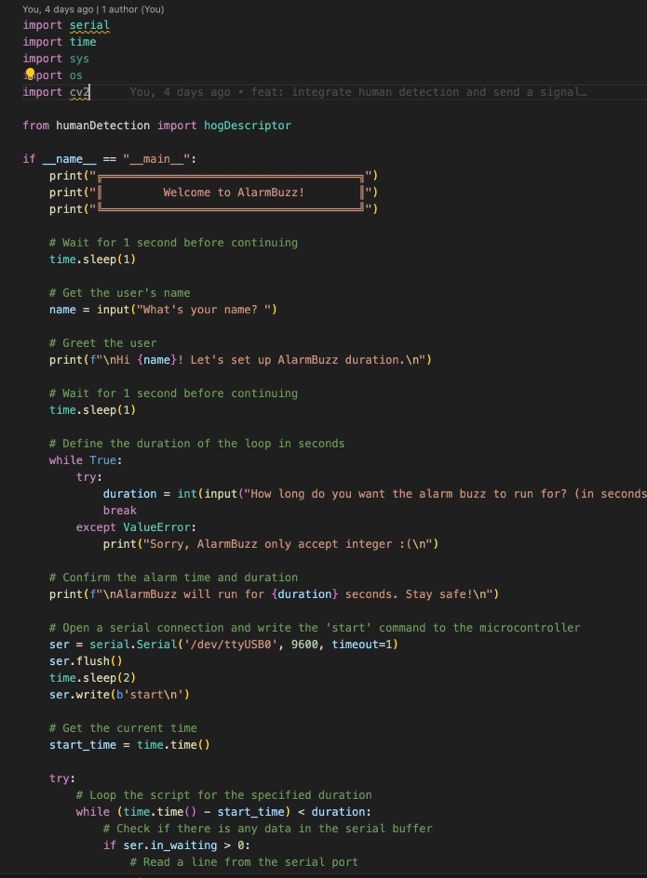 You, 4 days ago | 1 author (You)
import serial
import time
import sys
import os
import cv2 You, 4 days ago • feat: integrate human detection and send a signal…
from humanDetection import hogDescriptor
if __name__ == "__main__":
    print("╔══════════════════════════════════════╗")
    print("║         Welcome to AlarmBuzz!        ║")
    print("╚══════════════════════════════════════╝")
    # Wait for 1 second before continuing
    time.sleep(1)
    # Get the user's name
    name = input("What's your name? ")
    # Greet the user
    print(f"\nHi {name}! Let's set up AlarmBuzz duration.\n")
    # Wait for 1 second before continuing
    time.sleep(1)
    # Define the duration of the loop in seconds
    while True:
        try:
            duration = int(input("How long do you want the alarm buzz to run for? (in seconds
            break
        except ValueError:
            print("Sorry, AlarmBuzz only accept integer :(\n")
    # Confirm the alarm time and duration
    print(f"\nAlarmBuzz will run for {duration} seconds. Stay safe!\n")
    # Open a serial connection and write the 'start' command to the microcontroller
    ser = serial.Serial('/dev/ttyUSB0', 9600, timeout=1)
    ser.flush()
    time.sleep(2)
    ser.write(b'start\n')
    # Get the current time
    start_time = time.time()
    try:
        # Loop the script for the specified duration
        while (time.time() - start_time) < duration:
            # Check if there is any data in the serial buffer
            if ser.in_waiting > 0:
                # Read a line from the serial port